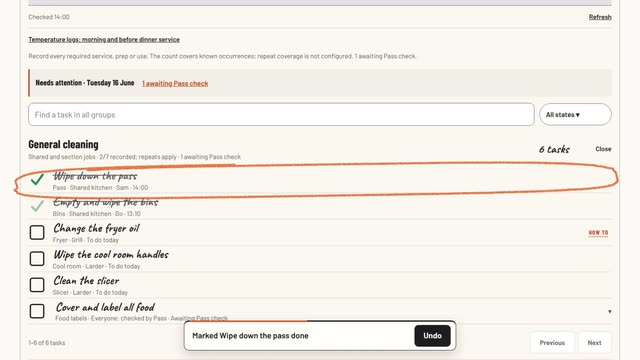 Checked 14:00
Refresh
Temperature logs: morning and before dinner service
Record every required service, prep or use. The count covers known occurrences; repeat coverage is not configured. 1 awaiting Pass check.
Needs attention · Tuesday 16 June
1 awaiting Pass check
Find a task in all groups
All states ▾
General cleaning
6 tasks
Close
Shared and section jobs · 2/7 recorded; repeats apply · 1 awaiting Pass check
Wipe down the pass
Pass · Shared kitchen · Sam · 14:00
Empty and wipe the bins
Bins · Shared kitchen · Bo · 13:10
Change the fryer oil
Fryer · Grill · To do today
HOW TO
Wipe the cool room handles
Cool room · Larder · To do today
Clean the slicer
Slicer · Larder · To do today
Cover and label all food
Food labels · Everyone; checked by Pass · Awaiting Pass check
Marked Wipe down the pass done
Undo
1-6 of 6 tasks
Previous
Next